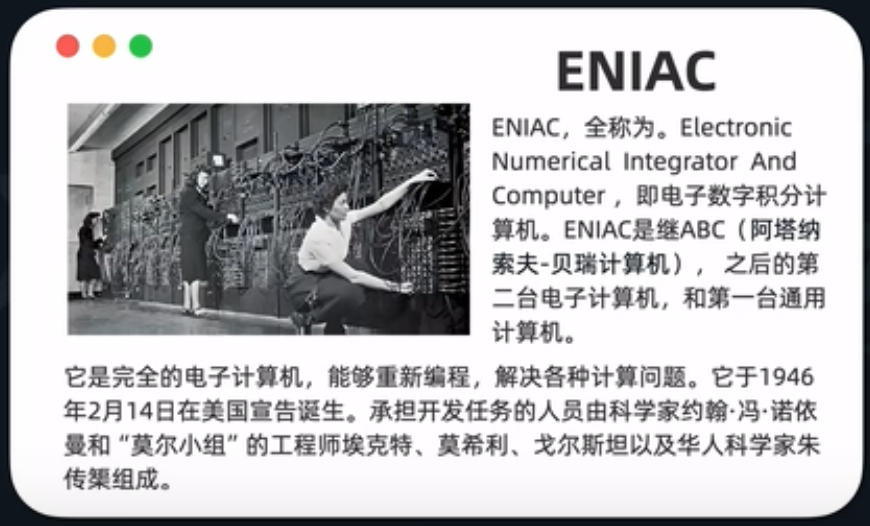 ENIAC
ENIAC，全称为。Electronic
Numerical Integrator And
Computer ，即电子数字积分计
算机。ENIAC是继ABC（阿塔纳
索夫-贝瑞计算机），之后的第
二台电子计算机，和第一台通用
计算机。
它是完全的电子计算机，能够重新编程，解决各种计算问题。它于1946
年2月14日在美国宣告诞生。承担开发任务的人员由科学家约翰·冯·诺依
曼和“莫尔小组”的工程师埃克特、莫希利、戈尔斯坦以及华人科学家朱
传榘组成。